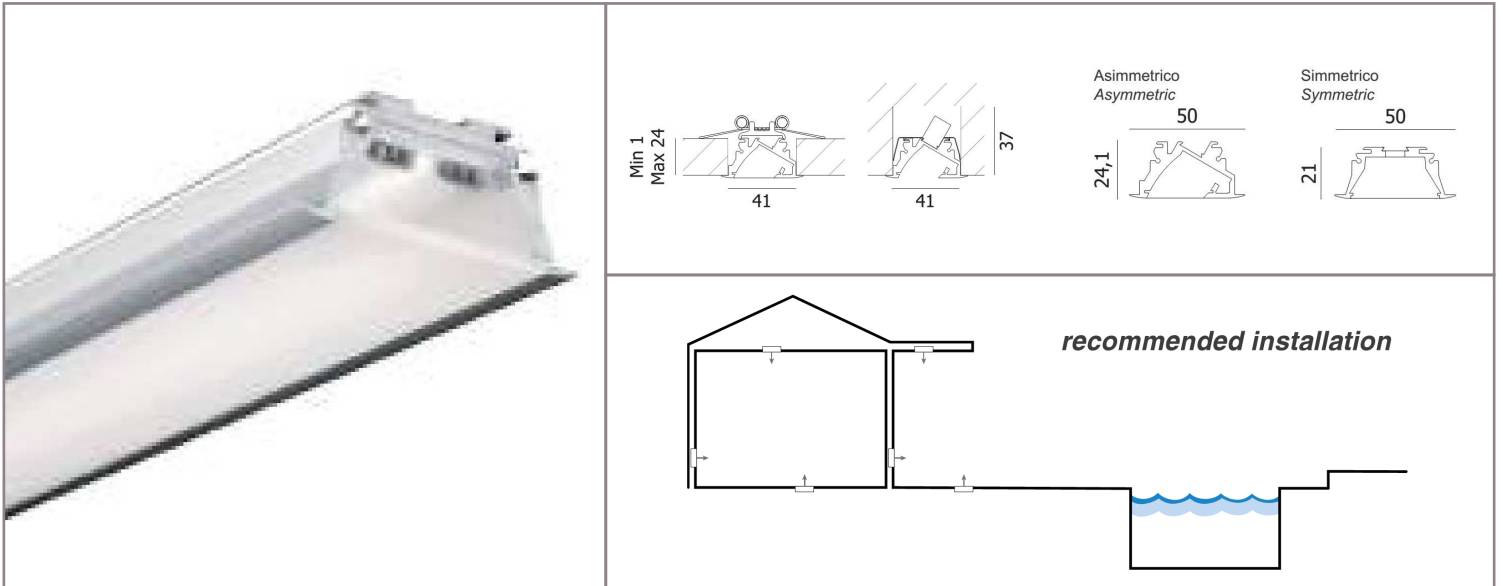 Min 1
Max 24
41
41
37
Asimmetrico
Asymmetric
50
24,1
Simmetrico
Symmetric
50
21
recommended installation